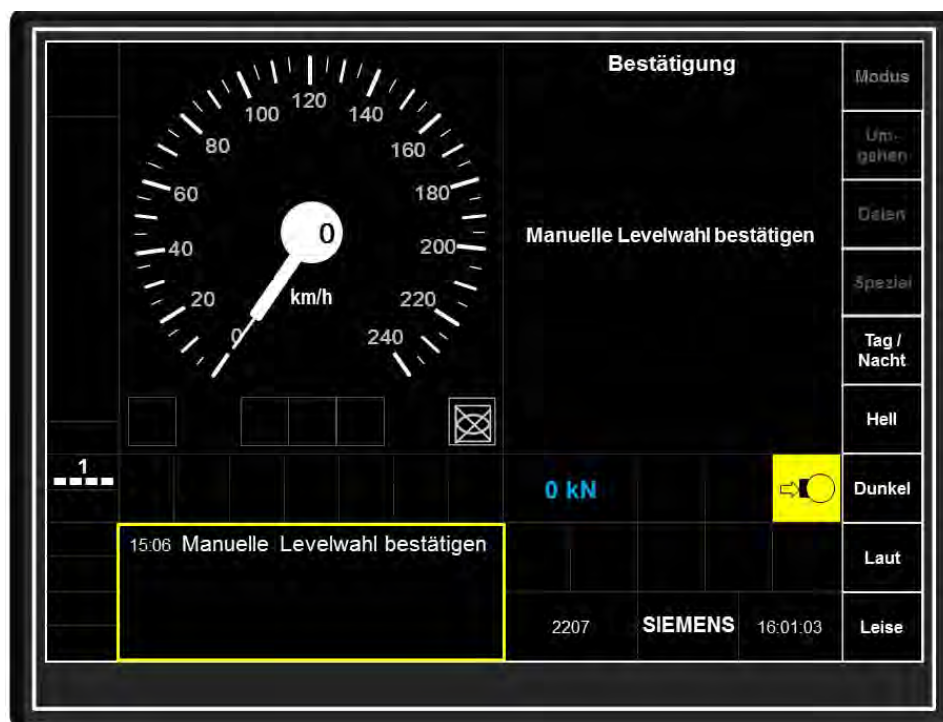 Bestätigung
Modus
Um-
gehen
Daten
Spezial
Tag /
Nacht
Hell
Dunkel
Laut
Leise
0
20
40
60
80
100
120
140
160
180
200
220
240
0
km/h
Manuelle Levelwahl bestätigen
1
0 kN
15:06 Manuelle Levelwahl bestätigen
2207
SIEMENS
16:01:03